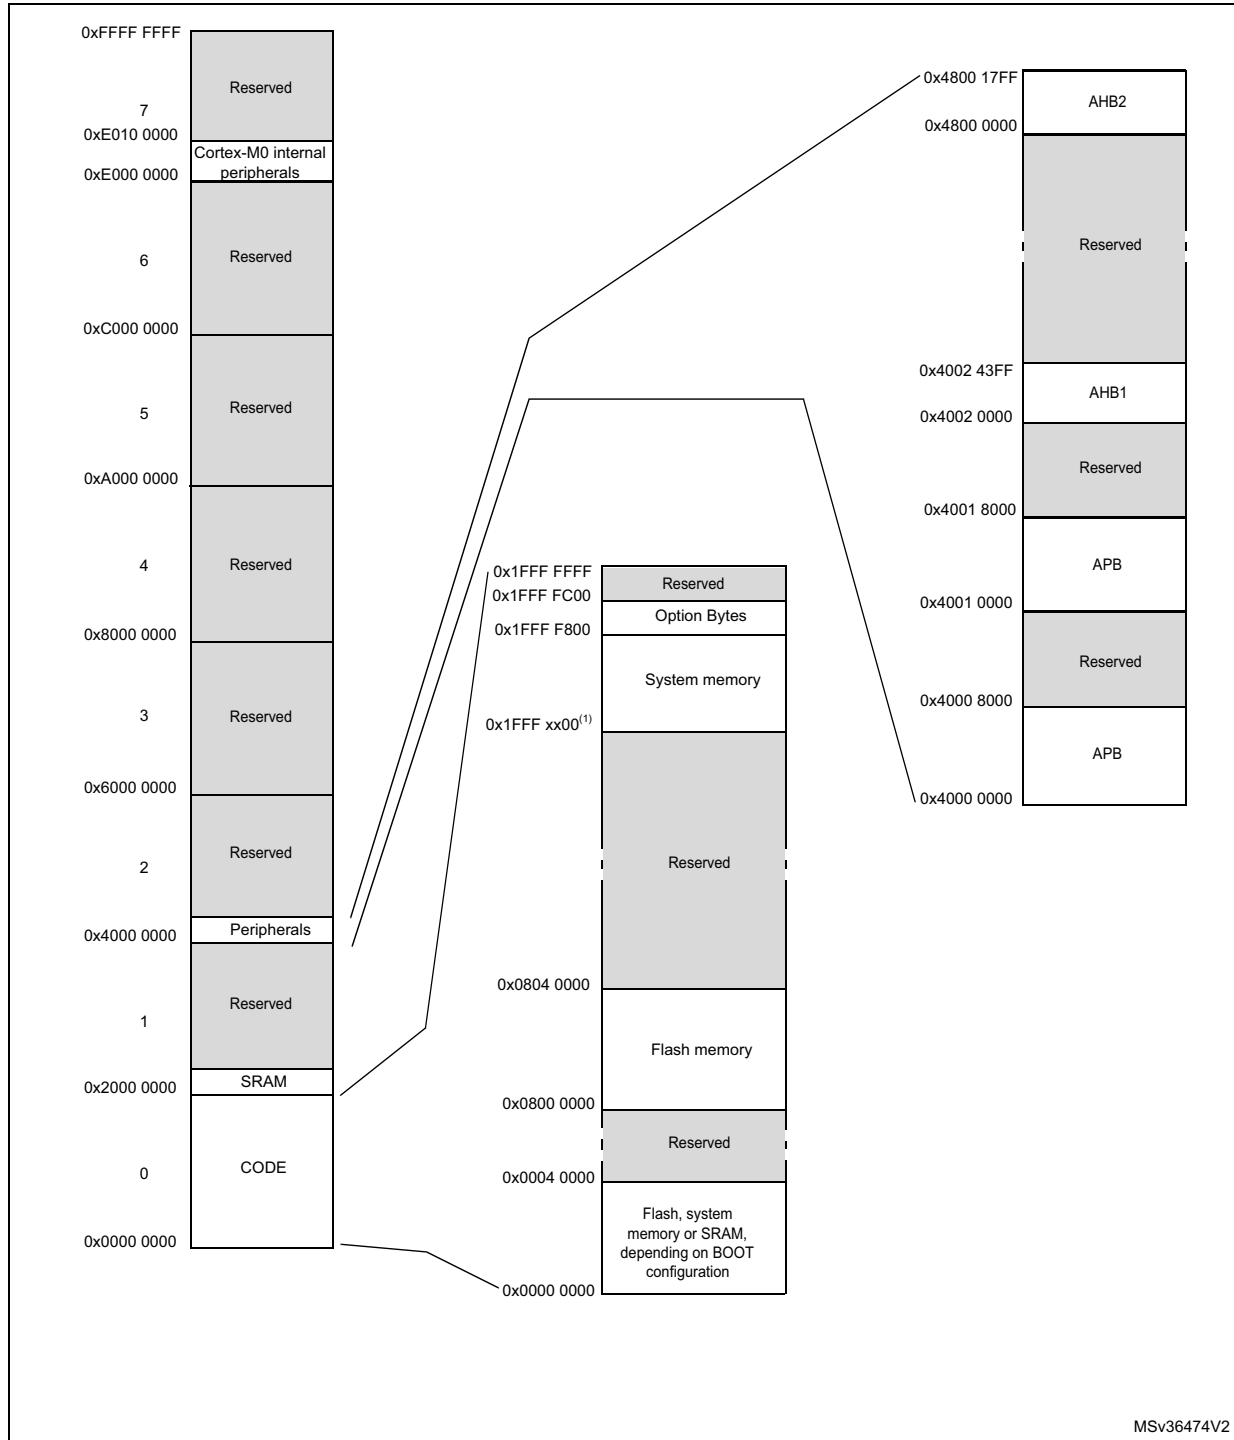 0xFFFF FFFF
Reserved
7
0xE010 0000
Cortex-M0 internal
peripherals
0xE000 0000
6
Reserved
0xC000 0000
5
Reserved
0xA000 0000
4
Reserved
0x8000 0000
3
Reserved
0x6000 0000
2
Reserved
0x4000 0000
Peripherals
1
Reserved
0x2000 0000
SRAM
0
CODE
0x0000 0000
0x1FFF FFFF
Reserved
0x1FFF FC00
Option Bytes
0x1FFF F800
System memory
0x1FFF xx00(1)
Reserved
0x0804 0000
Flash memory
0x0800 0000
Reserved
0x0004 0000
Flash, system
memory or SRAM,
depending on BOOT
configuration
0x0000 0000
0x4800 17FF
AHB2
0x4800 0000
Reserved
0x4002 43FF
AHB1
0x4002 0000
Reserved
0x4001 8000
APB
0x4001 0000
Reserved
0x4000 8000
APB
0x4000 0000
MSv36474V2